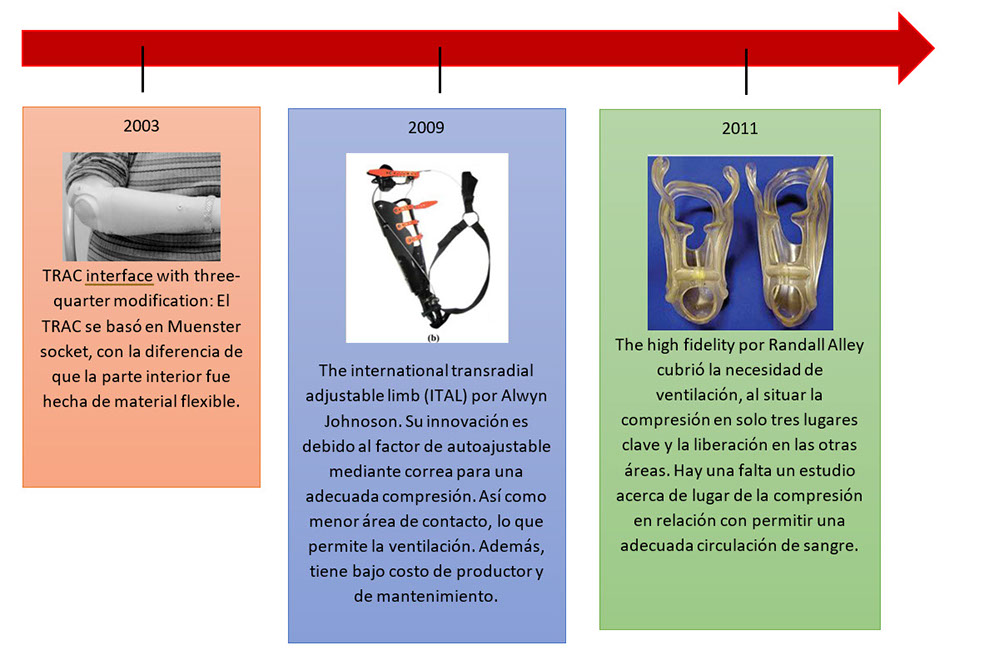 2003
TRAC interface with three-
quarter modification: El
TRAC se basó en Muenster
socket, con la diferencia de
que la parte interior fue
hecha de material flexible.
2009
(b)
The international transradial
adjustable limb (ITAL) por Alwyn
Johnoson. Su innovación es
debido al factor de autoajustable
mediante correa para una
adecuada compresión. Así como
menor área de contacto, lo que
permite la ventilación. Además,
tiene bajo costo de productor y
de mantenimiento.
2011
The high fidelity por Randall Alley
cubrió la necesidad de
ventilación, al situar la
compresión en solo tres lugares
clave y la liberación en las otras
áreas. Hay una falta un estudio
acerca de lugar de la compresión
en relación con permitir una
adecuada circulación de sangre.